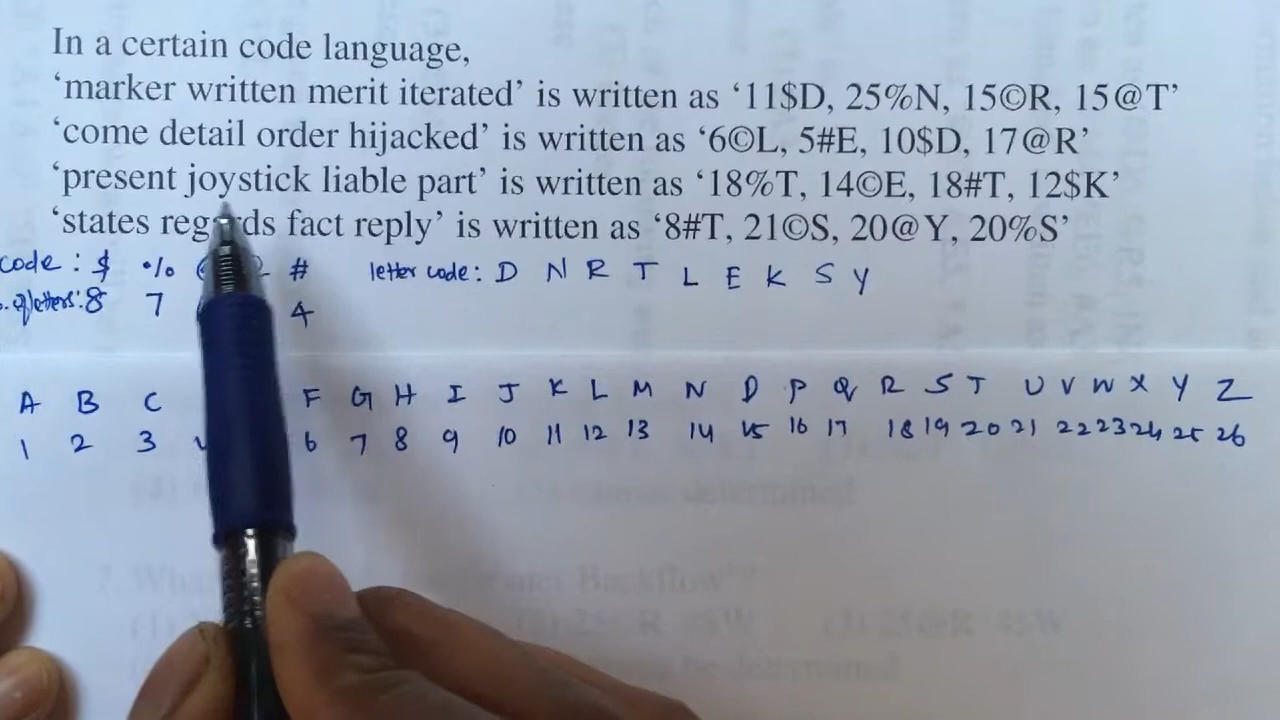 In a certain code language,
‘marker written merit iterated’ is written as ‘11$D, 25%N, 15©R, 15@T’
‘come detail order hijacked’ is written as ‘6©L, 5#E, 10$D, 17@R’
‘present joystick liable part’ is written as ‘18%T, 14©E, 18#T, 12$K’
‘states regards fact reply’ is written as ‘8#T, 21©S, 20@Y, 20%S’
code : $ % # letter code: D N R T L E K S Y
letters: 8 7 4
A B C F G H I J K L M N O P Q R S T U V W X Y Z
1 2 3 6 7 8 9 10 11 12 13 14 15 16 17 18 19 20 21 22 23 24 25 26